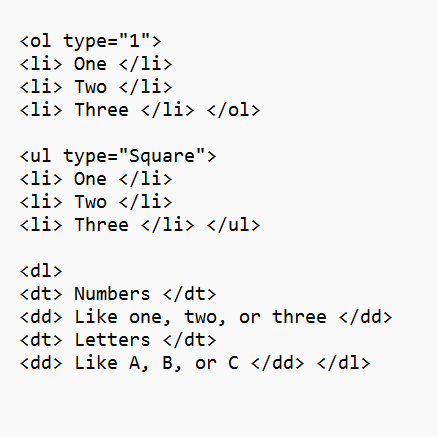 <ol type="1">
<li> One </li>
<li> Two </li>
<li> Three </li> </ol>
<ul type="Square">
<li> One </li>
<li> Two </li>
<li> Three </li> </ul>
<dl>
<dt> Numbers </dt>
<dd> Like one, two, or three </dd>
<dt> Letters </dt>
<dd> Like A, B, or C </dd> </dl>